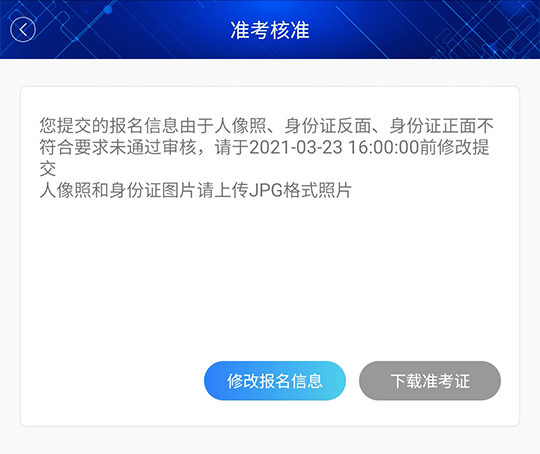 准考核准
您提交的报名信息由于人像照、身份证反面、身份证正面不
符合要求未通过审核，请于2021-03-23 16:00:00前修改提
交
人像照和身份证图片请上传JPG格式照片
修改报名信息
下载准考证